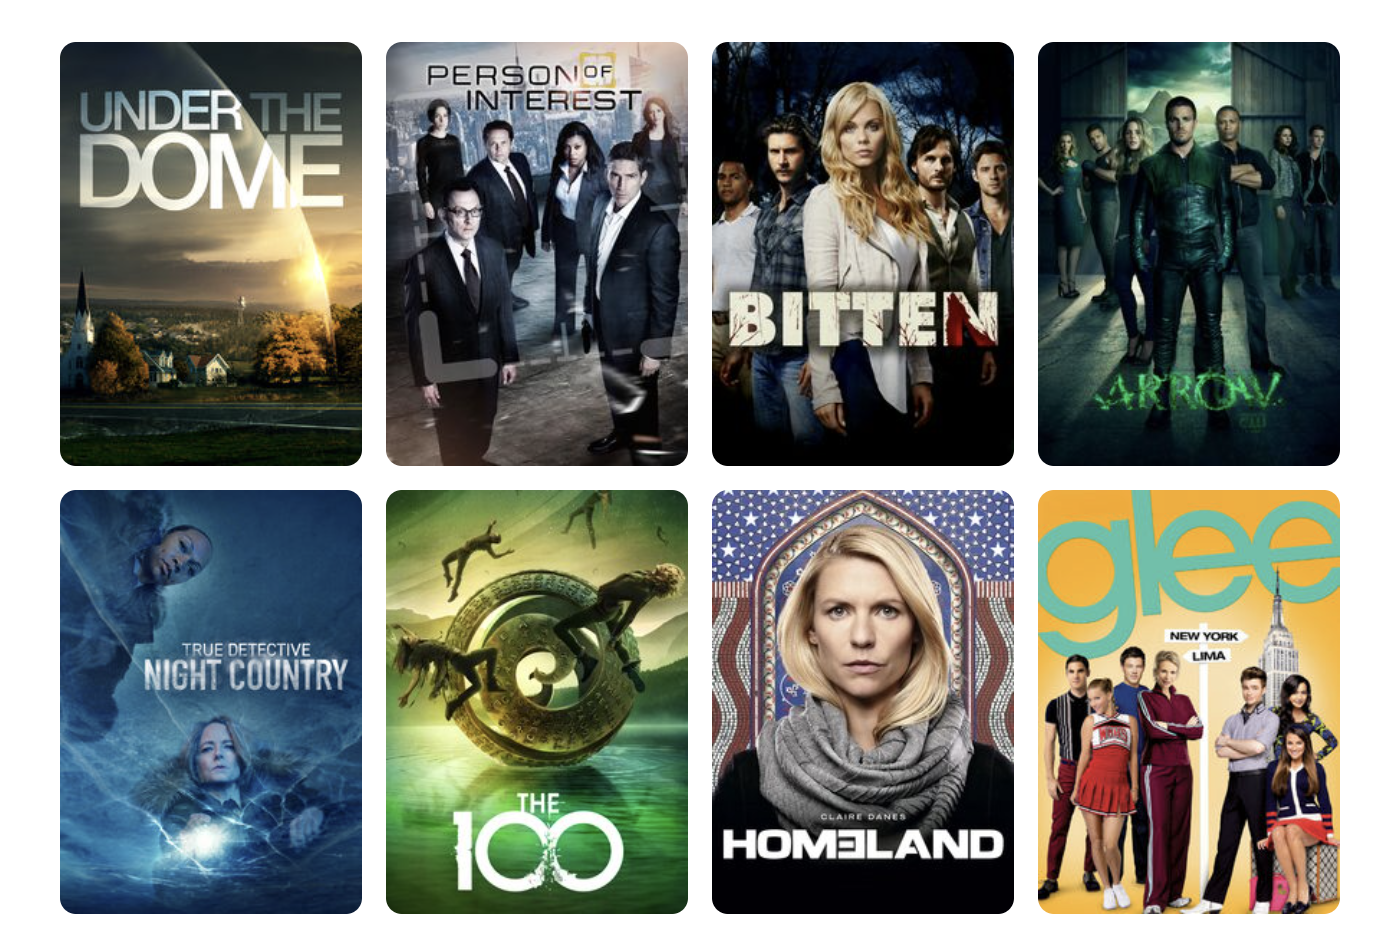 UNDER THE
DOME
PERSON OF
INTEREST
BITTEN
ARROW
TRUE DETECTIVE
NIGHT COUNTRY
THE
100
CLAIRE DANES
HOMELAND
glee
NEW YORK
LIMA